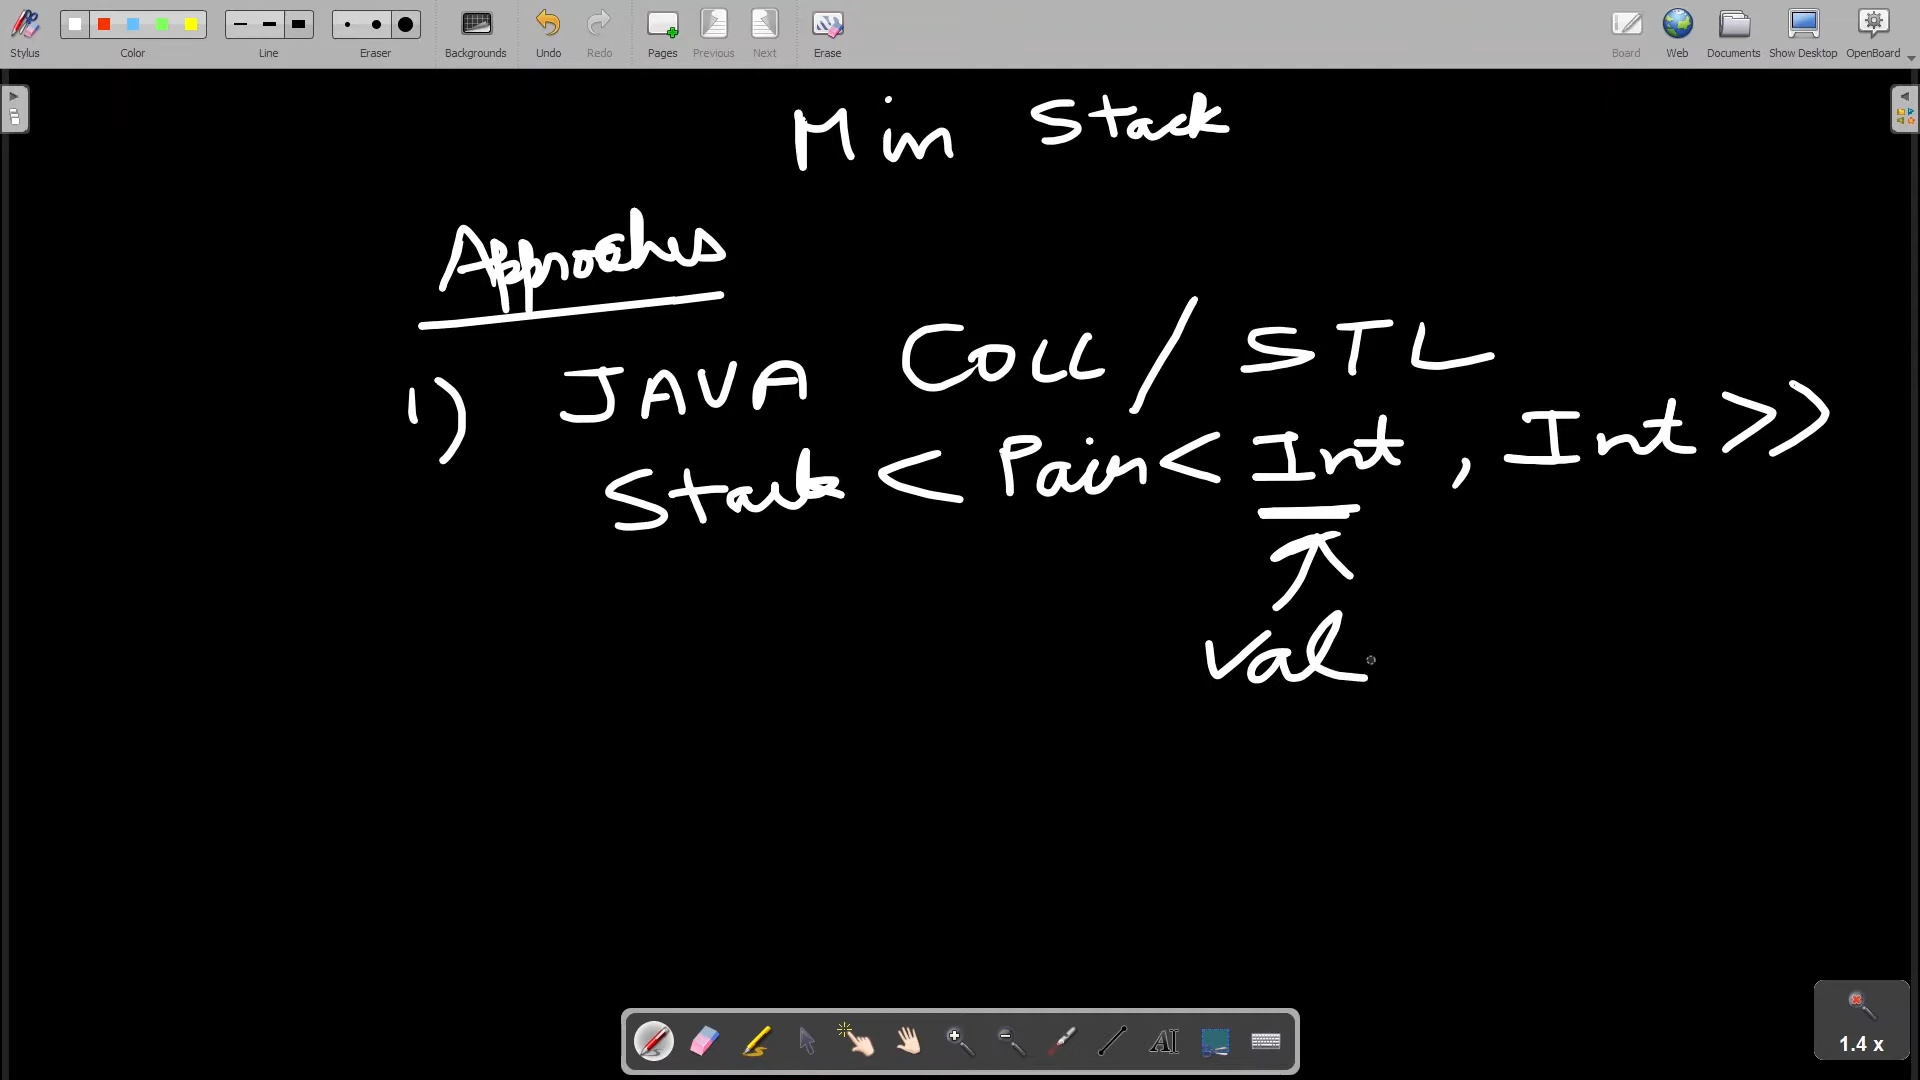 Stylus Color Line Eraser Backgrounds Undo Redo Pages Previous Next Erase Board Web Documents Show Desktop OpenBoard
Min Stack
Approaches
1) JAVA COLL / STL
Stack < Pair < Int , Int >>
Val
1.4 x